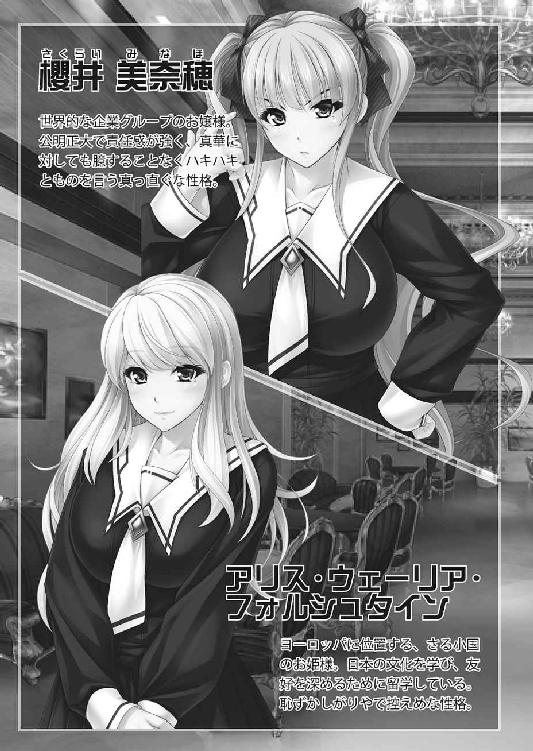 さくらい みなほ
櫻井 美奈穂
世界的な企業グループのお嬢様。
公明正大で責任感が強く、真華に
対しても臆することなくハキハキ
とものを言う真っ直ぐな性格。
アリス・ウェーリア・
フォルシュタイン
ヨーロッパに位置する、さる小国
のお姫様。日本の文化を学び、友
好を深めるために留学している。
恥ずかしがりやで控えめな性格。